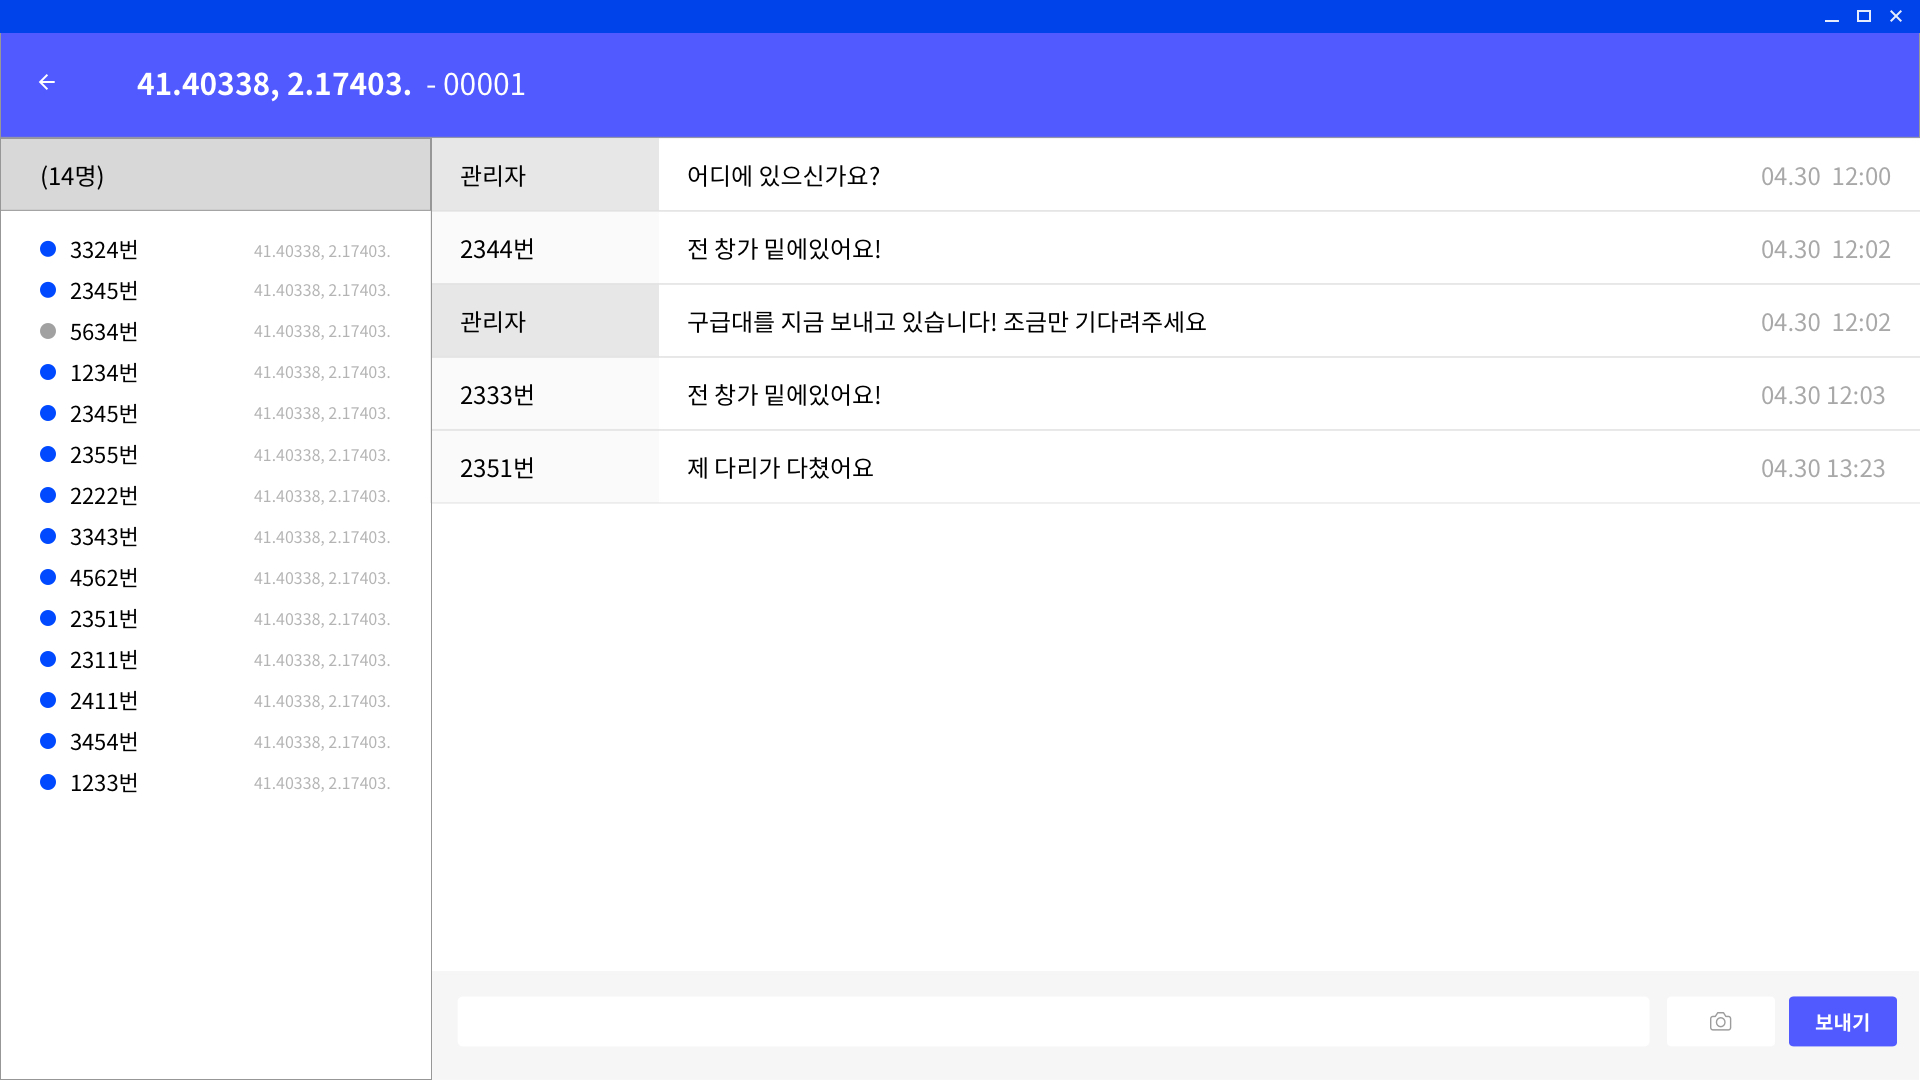 41.40338, 2.17403. - 00001
(14명)
3324번 41.40338, 2.17403.
2345번 41.40338, 2.17403.
5634번 41.40338, 2.17403.
1234번 41.40338, 2.17403.
2345번 41.40338, 2.17403.
2355번 41.40338, 2.17403.
2222번 41.40338, 2.17403.
3343번 41.40338, 2.17403.
4562번 41.40338, 2.17403.
2351번 41.40338, 2.17403.
2311번 41.40338, 2.17403.
2411번 41.40338, 2.17403.
3454번 41.40338, 2.17403.
1233번 41.40338, 2.17403.
관리자 어디에 있으신가요? 04.30 12:00
2344번 전 창가 밑에있어요! 04.30 12:02
관리자 구급대를 지금 보내고 있습니다! 조금만 기다려주세요 04.30 12:02
2333번 전 창가 밑에있어요! 04.30 12:03
2351번 제 다리가 다쳤어요 04.30 13:23
보내기